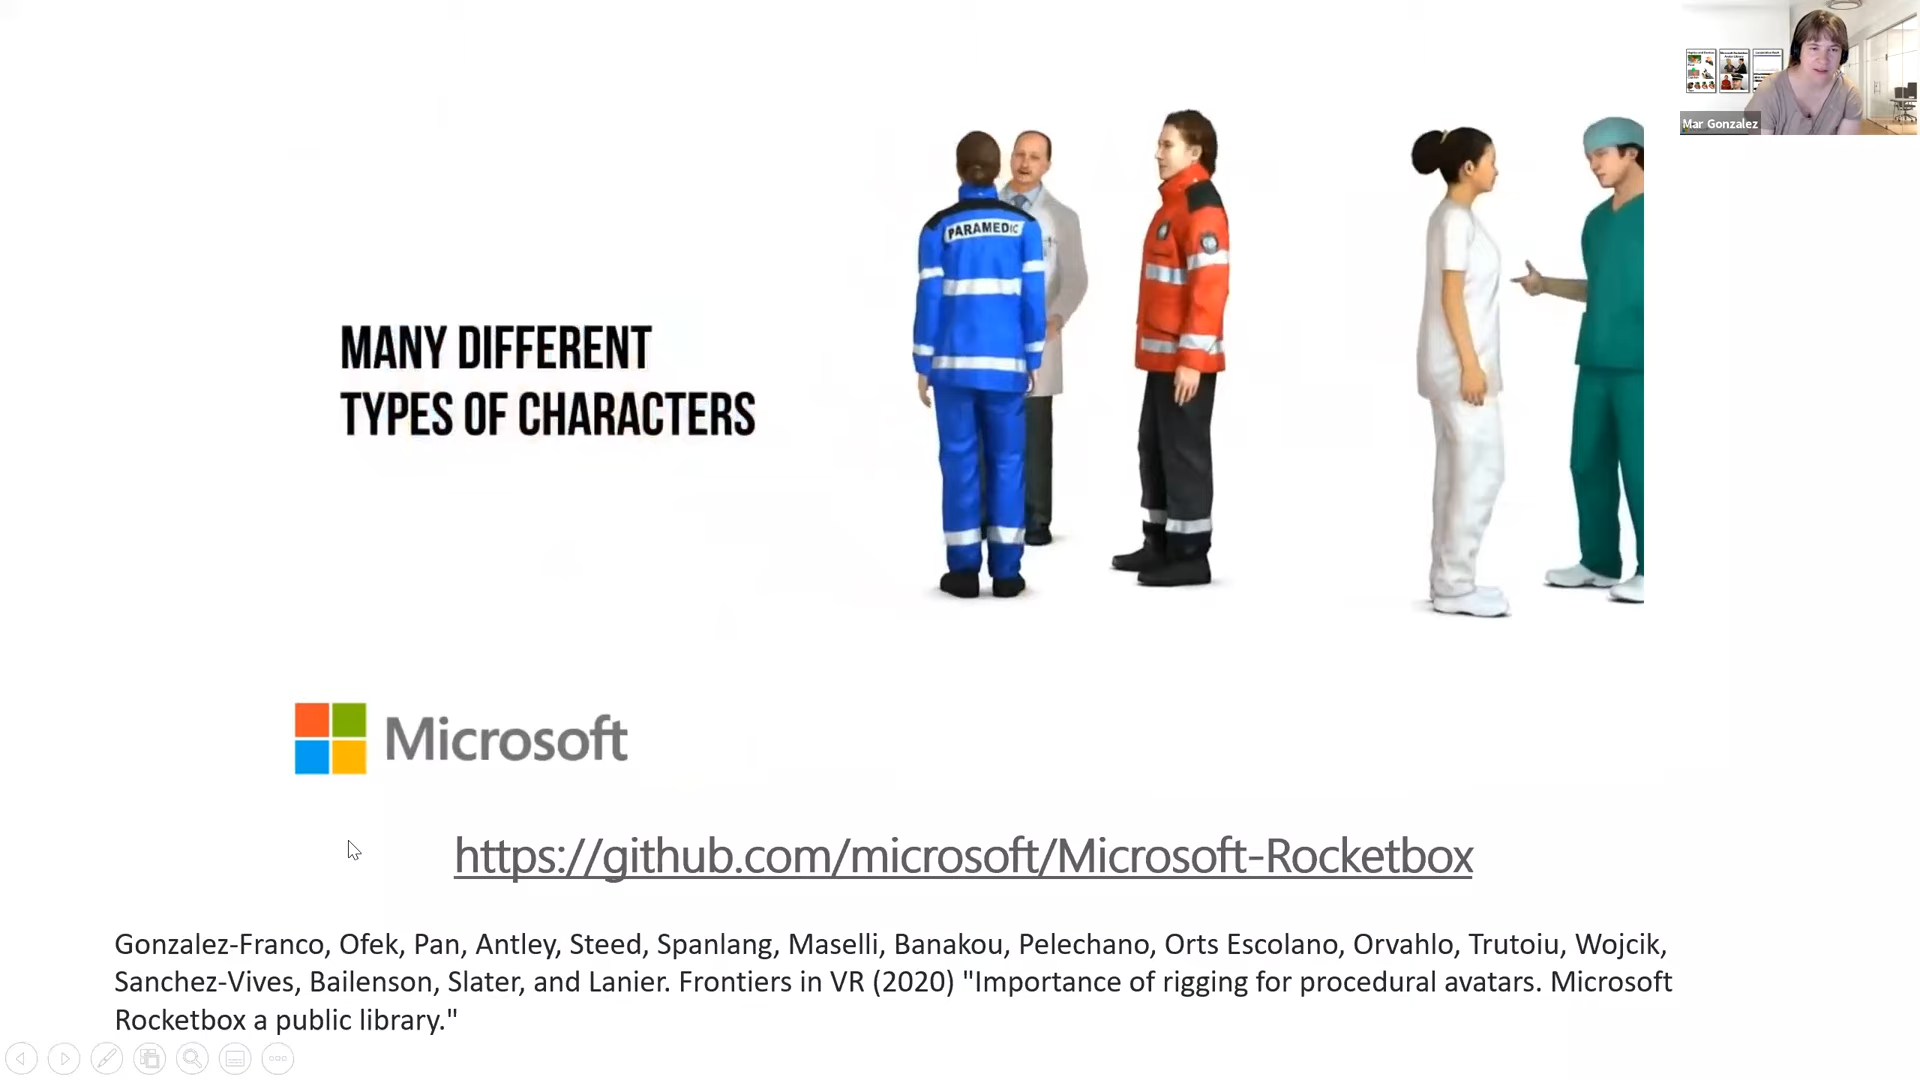 Mar Gonzalez
PARAMEDIC
MANY DIFFERENT
TYPES OF CHARACTERS
Microsoft
https://github.com/microsoft/Microsoft-Rocketbox
Gonzalez-Franco, Ofek, Pan, Antley, Steed, Spanlang, Maselli, Banakou, Pelechano, Orts Escolano, Orvahlo, Trutoiu, Wojcik,
Sanchez-Vives, Bailenson, Slater, and Lanier. Frontiers in VR (2020) "Importance of rigging for procedural avatars. Microsoft
Rocketbox a public library."